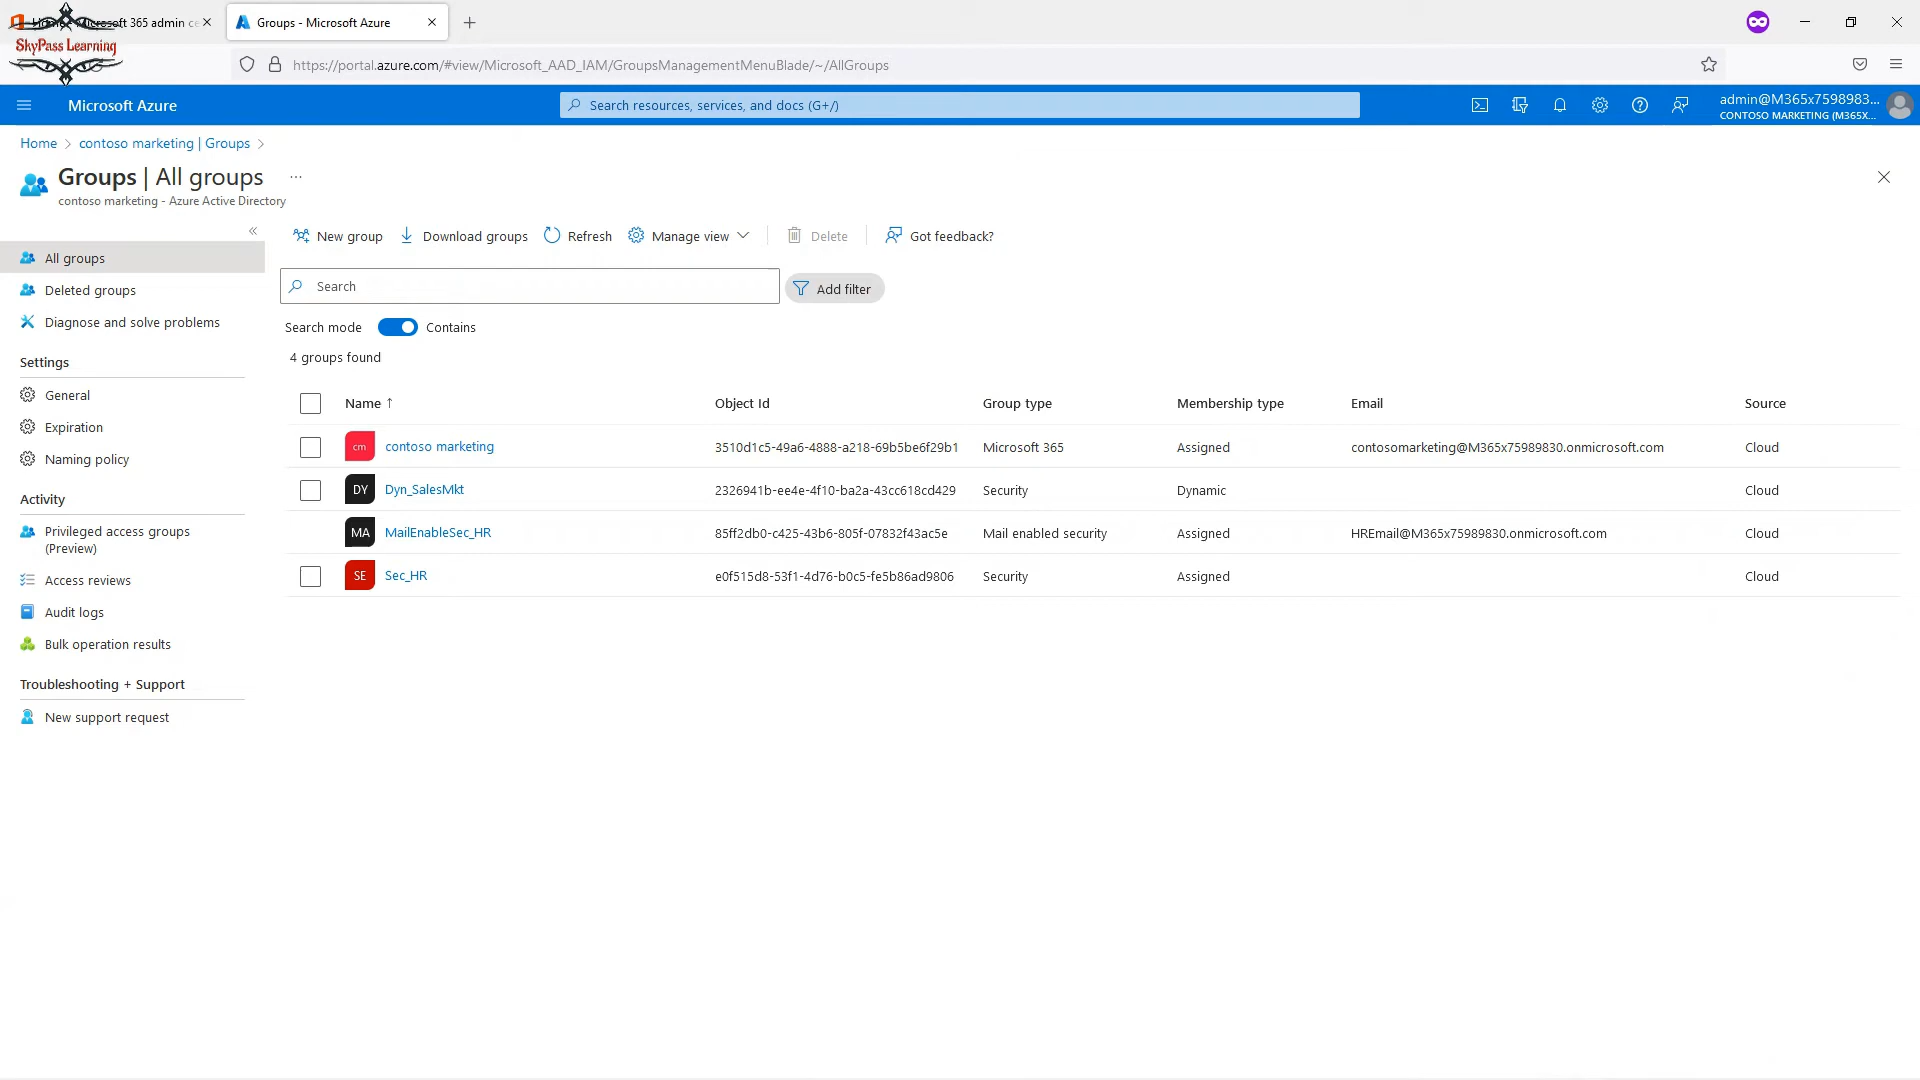 Home - Microsoft 365 admin ce
Groups - Microsoft Azure
SkyPass Learning
https://portal.azure.com/#view/Microsoft_AAD_IAM/GroupsManagementMenuBlade/~/AllGroups
Microsoft Azure
Search resources, services, and docs (G+/)
admin@M365x7598983...
CONTOSO MARKETING (M365X...
Home > contoso marketing | Groups >
Groups | All groups ...
contoso marketing - Azure Active Directory
«
New group
Download groups
Refresh
Manage view
Delete
Got feedback?
All groups
Deleted groups
Diagnose and solve problems
Settings
General
Expiration
Naming policy
Activity
Privileged access groups
(Preview)
Access reviews
Audit logs
Bulk operation results
Troubleshooting + Support
New support request
Search
Add filter
Search mode Contains
4 groups found
Name ↑ Object Id Group type Membership type Email Source
cm contoso marketing 3510d1c5-49a6-4888-a218-69b5be6f29b1 Microsoft 365 Assigned contosomarketing@M365x75989830.onmicrosoft.com Cloud
DY Dyn_SalesMkt 2326941b-ee4e-4f10-ba2a-43cc618cd429 Security Dynamic Cloud
MA MailEnableSec_HR 85ff2db0-c425-43b6-805f-07832f43ac5e Mail enabled security Assigned HREmail@M365x75989830.onmicrosoft.com Cloud
SE Sec_HR e0f515d8-53f1-4d76-b0c5-fe5b86ad9806 Security Assigned Cloud